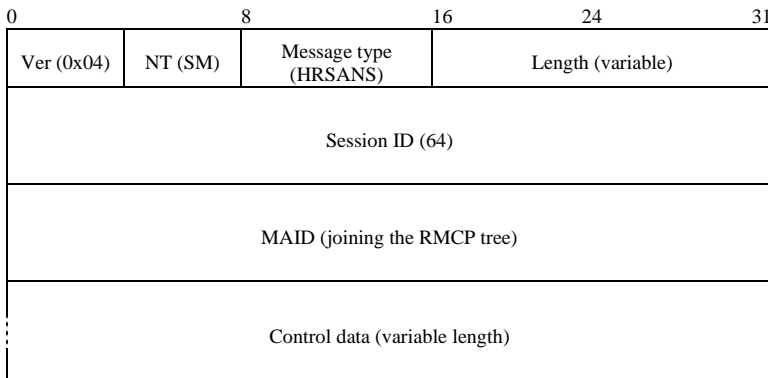 0 8 16 24 31
Ver (0x04) NT (SM) Message type (HRSANS) Length (variable)
Session ID (64)
MAID (joining the RMCP tree)
Control data (variable length)